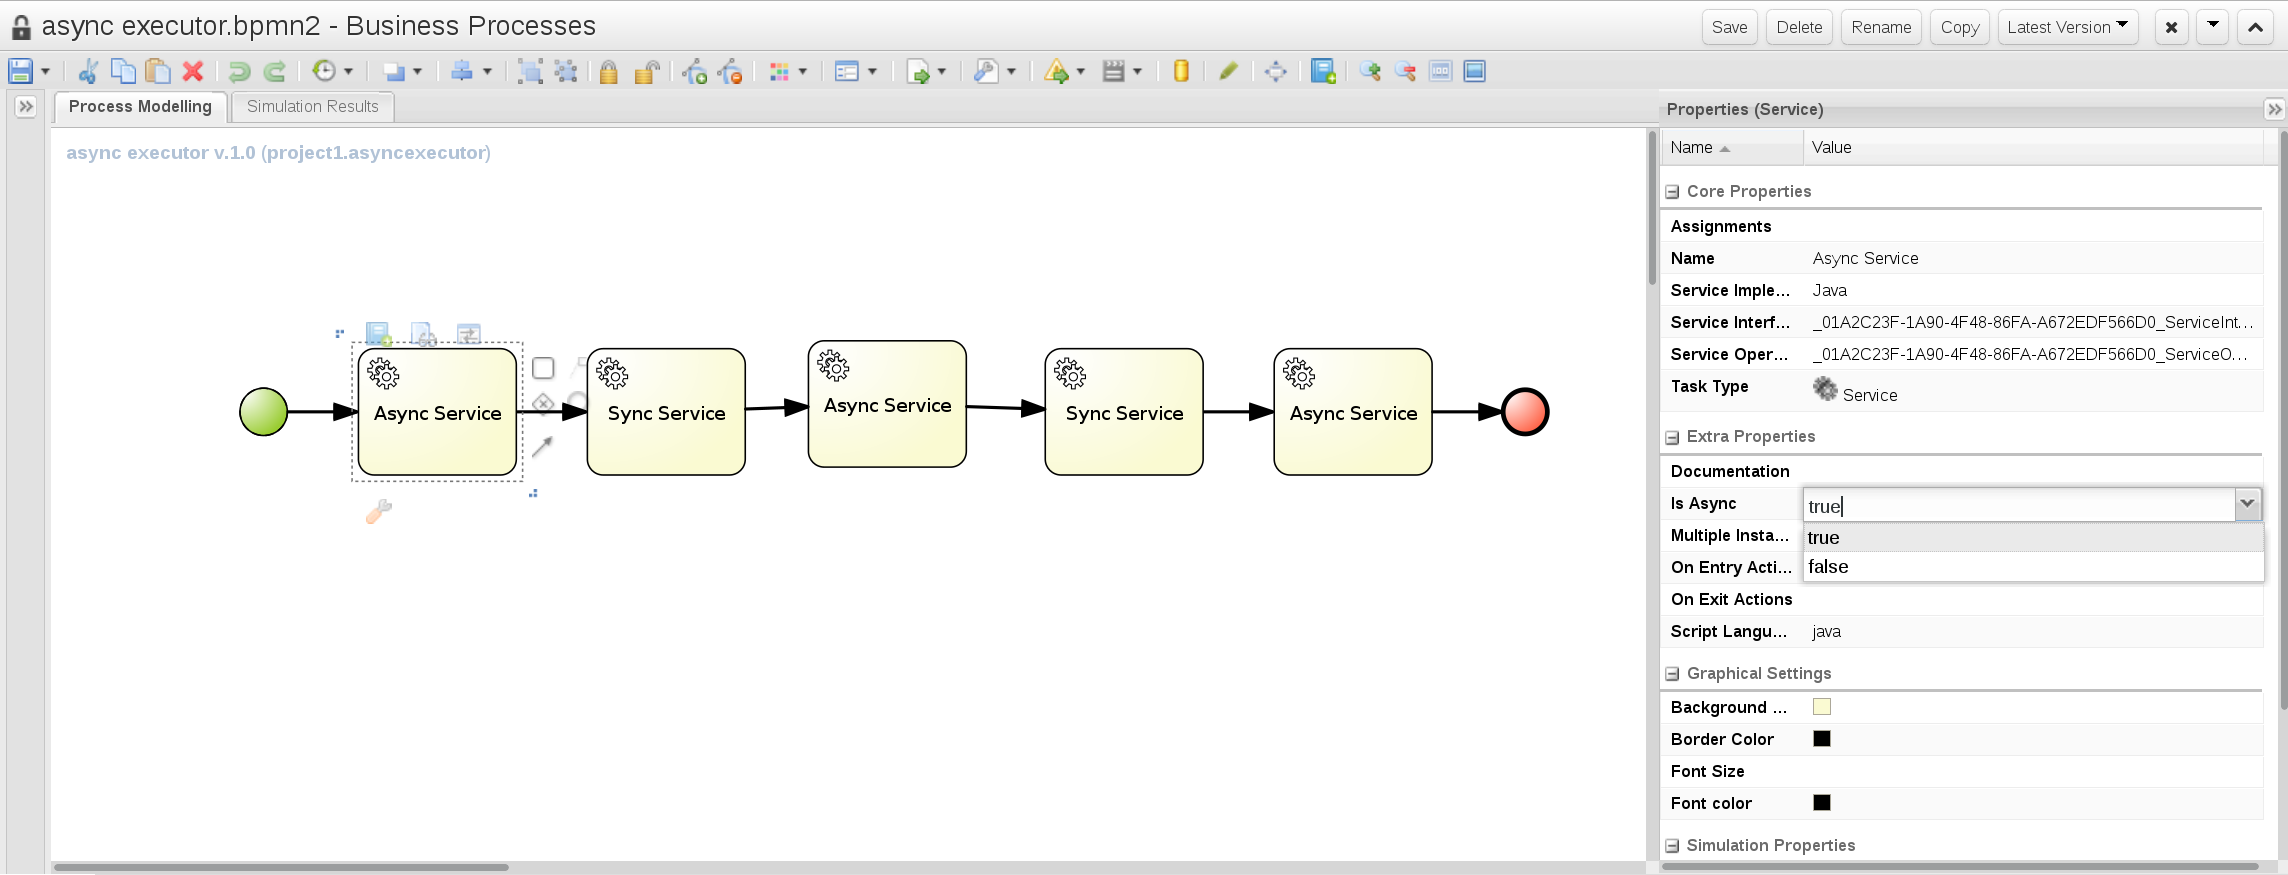 async executor.bpmn2 - Business Processes
Save Delete Rename Copy Latest Version
Process Modelling Simulation Results
async executor v.1.0 (project1.asyncexecutor)
Async Service
Sync Service
Async Service
Sync Service
Async Service
Properties (Service)
Name Value
Core Properties
Assignments
Name Async Service
Service Imple... Java
Service Interf... _01A2C23F-1A90-4F48-86FA-A672EDF566D0_ServiceInt...
Service Oper... _01A2C23F-1A90-4F48-86FA-A672EDF566D0_ServiceO...
Task Type Service
Extra Properties
Documentation
Is Async true
true
Multiple Insta...
false
On Entry Acti...
On Exit Actions
Script Langu... java
Graphical Settings
Background ...
Border Color
Font Size
Font color
Simulation Properties